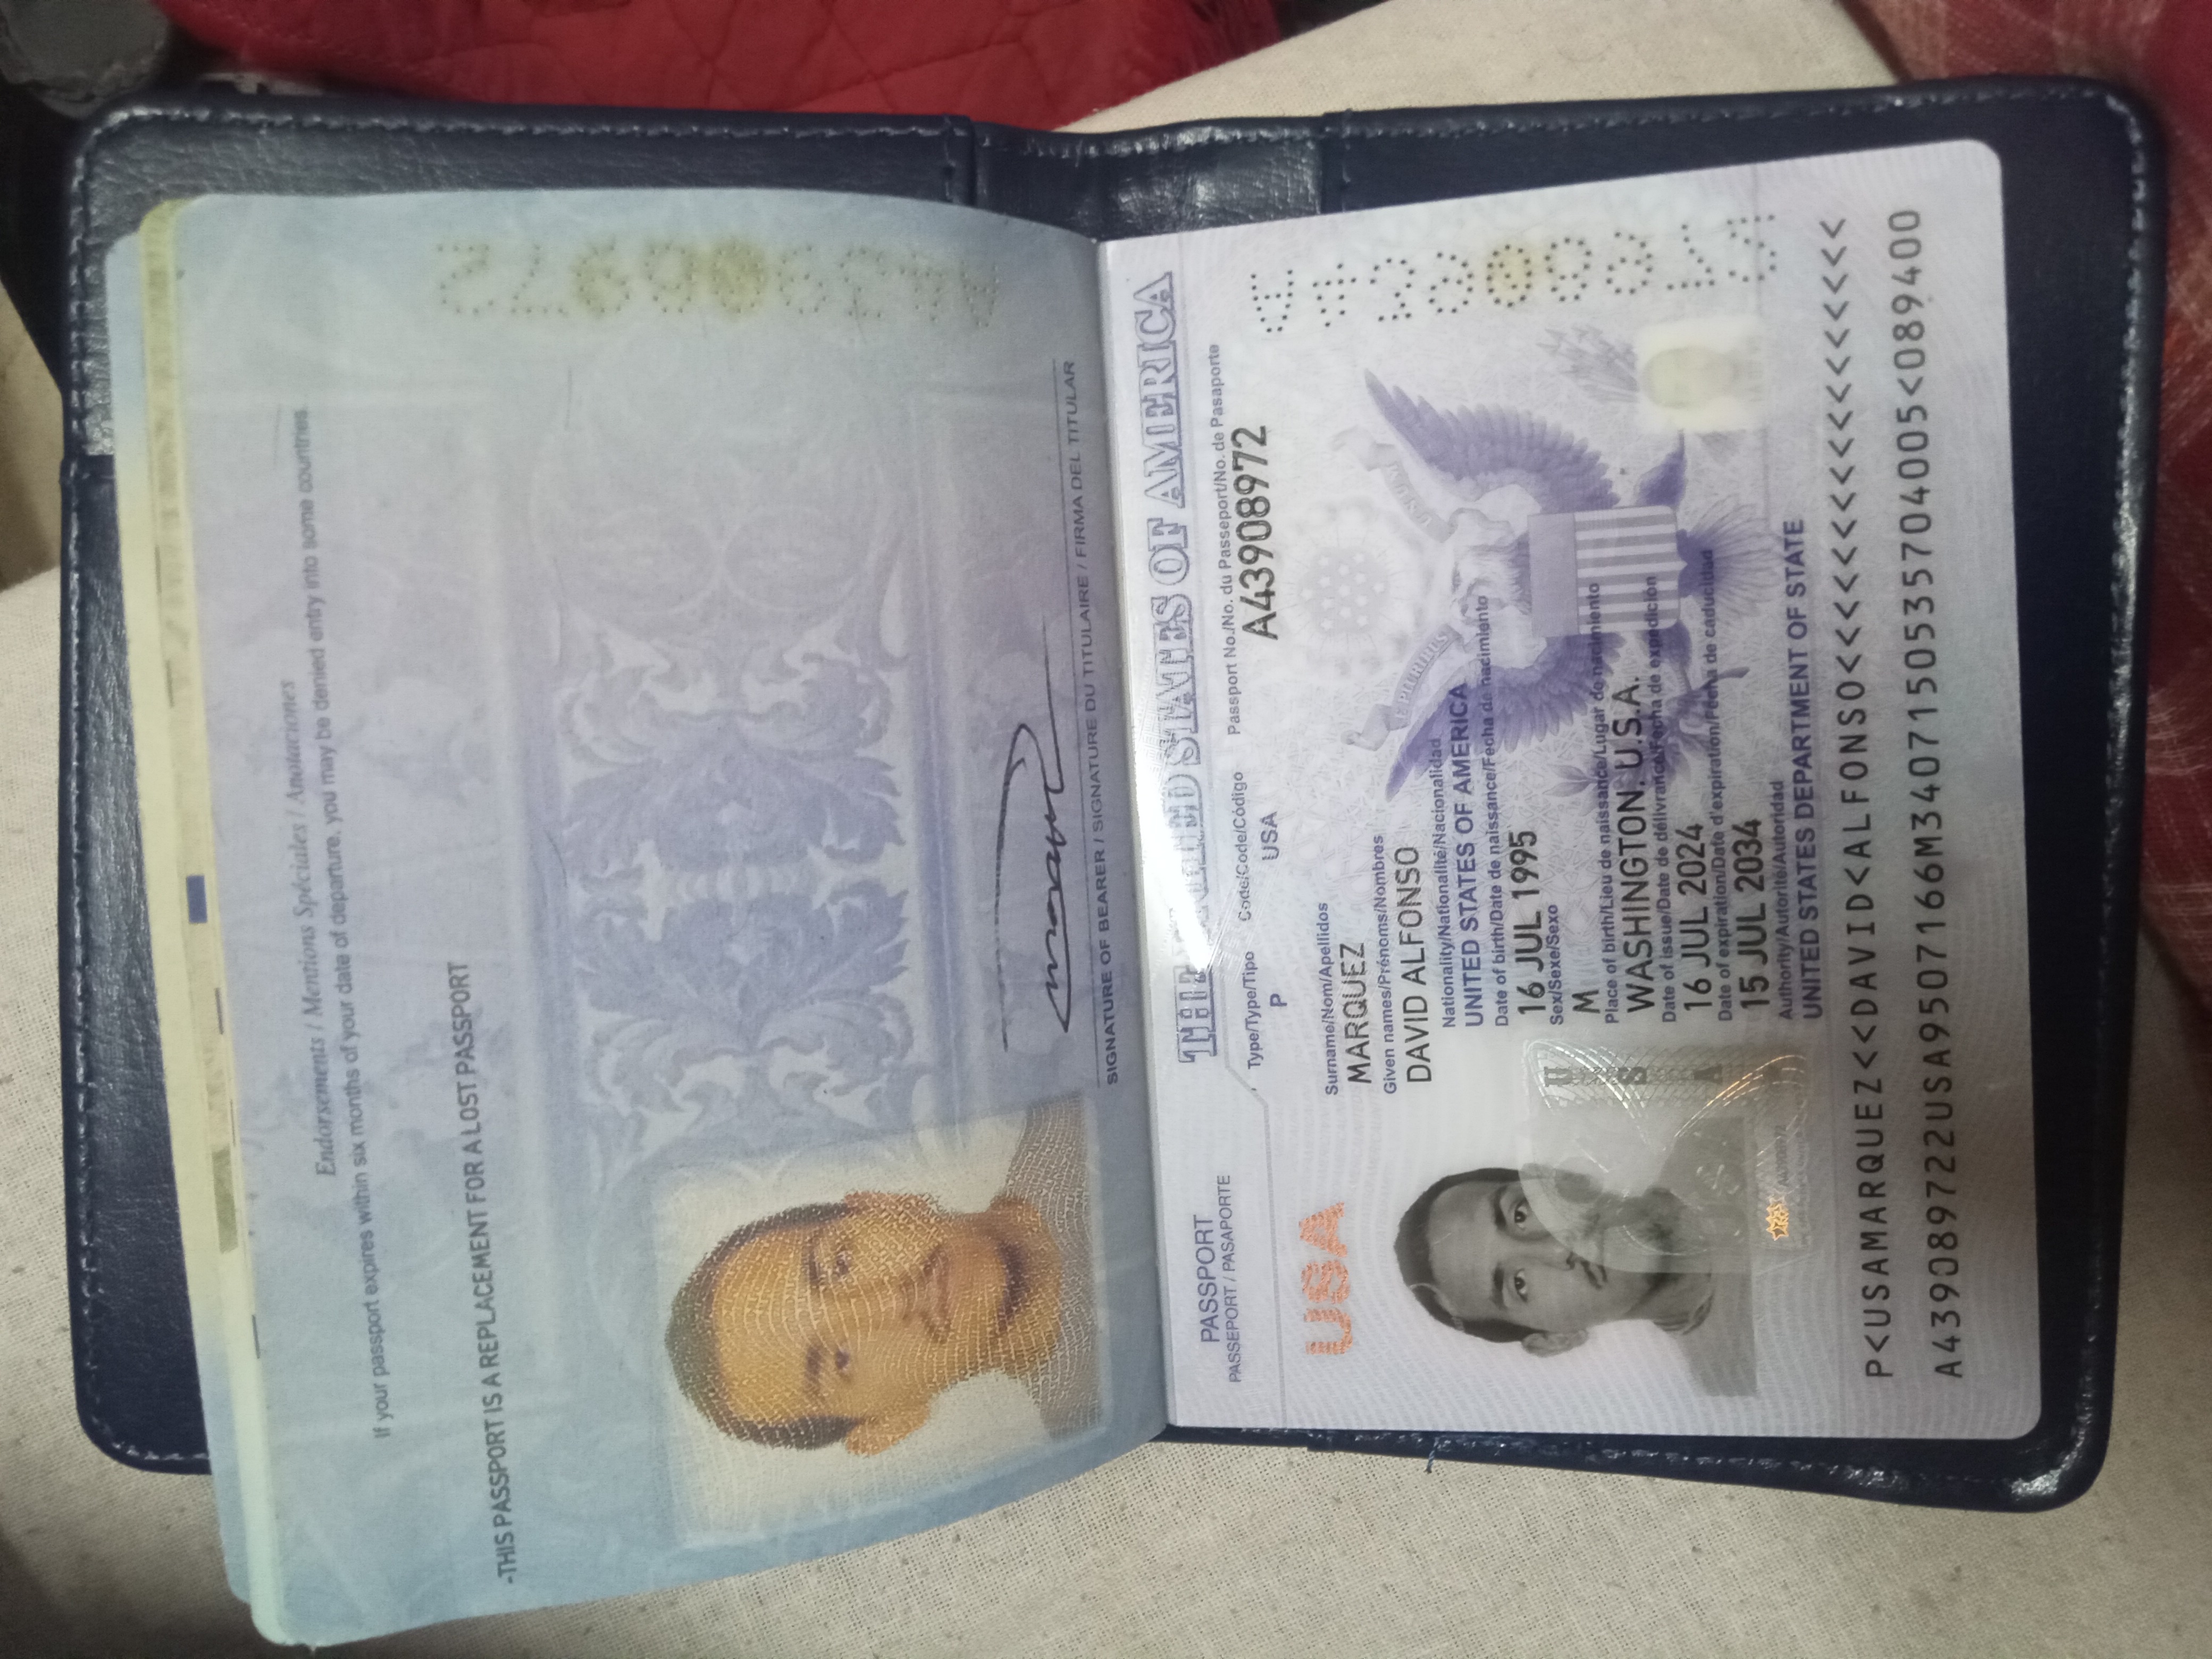 Endorsements / Mentions Spéciales / Anotaciones
If your passport expires within six months of your date of departure, you may be denied entry into some countries.
-THIS PASSPORT IS A REPLACEMENT FOR A LOST PASSPORT
SIGNATURE OF BEARER / SIGNATURE DU TITULAIRE / FIRMA DEL TITULAR
PASSPORT
PASSEPORT / PASAPORTE
THE UNITED STATES OF AMERICA
Type/Type/Tipo Code/Code/Código Passport No./No. du Passeport/No. de Pasaporte
P USA A43908972
USA
Surname/Nom/Apellidos
MARQUEZ
Given names/Prénoms/Nombres
DAVID ALFONSO
Nationality/Nationalité/Nacionalidad
UNITED STATES OF AMERICA
Date of birth/Date de naissance/Fecha de nacimiento
16 JUL 1995
Sex/Sexe/Sexo
M
Place of birth/Lieu de naissance/Lugar de nacimiento
WASHINGTON, U.S.A.
Date of issue/Date de délivrance/Fecha de expedición
16 JUL 2024
Date of expiration/Date d'expiration/Fecha de caducidad
15 JUL 2034
Authority/Autorité/Autoridad
UNITED STATES DEPARTMENT OF STATE
USA
E PLURIBUS UNUM
P<USAMARQUEZ<<DAVID<ALFONSO<<<<<<<<<<<<<<<<<
A439089722USA9507166M3407150535704005<089400